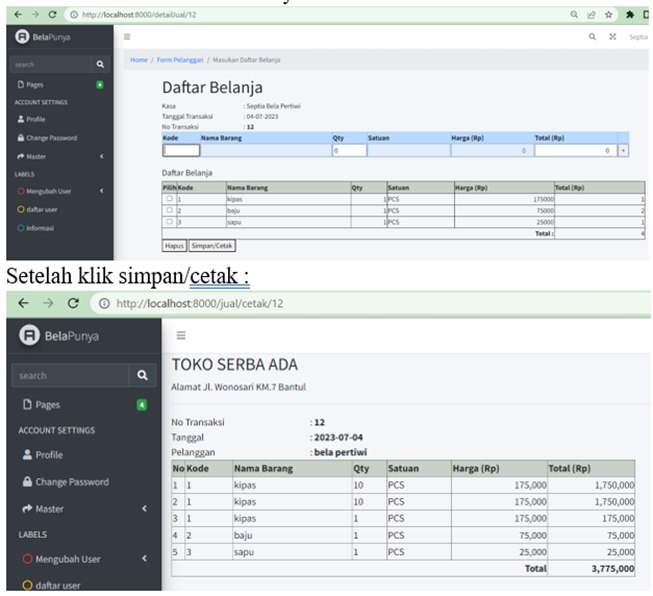 http://localhost:8000/detailJual/12
BelaPunya
Septia
search
Home / Form Pelanggan / Masukan Daftar Belanja
Pages 4
ACCOUNT SETTINGS
Profile
Change Password
Master
LABELS
Mengubah User
daftar user
informasi
Daftar Belanja
Kasa : Septia Bela Pertiwi
Tanggal Transaksi : 04-07-2023
No Transaksi : 12
Kode Nama Barang Qty Satuan Harga (Rp) Total (Rp)
0 0 0 +
Daftar Belanja
Pilih Kode Nama Barang Qty Satuan Harga (Rp) Total (Rp)
1 kipas 1 PCS 175000 1
2 baju 1 PCS 75000 2
3 sapu 1 PCS 25000 1
Total : 4
Hapus Simpan/Cetak
Setelah klik simpan/cetak :
http://localhost:8000/jual/cetak/12
BelaPunya
search
Pages 4
ACCOUNT SETTINGS
Profile
Change Password
Master
LABELS
Mengubah User
daftar user
TOKO SERBA ADA
Alamat Jl. Wonosari KM.7 Bantul
No Transaksi : 12
Tanggal : 2023-07-04
Pelanggan : bela pertiwi
No Kode Nama Barang Qty Satuan Harga (Rp) Total (Rp)
1 1 kipas 10 PCS 175,000 1,750,000
2 1 kipas 10 PCS 175,000 1,750,000
3 1 kipas 1 PCS 175,000 175,000
4 2 baju 1 PCS 75,000 75,000
5 3 sapu 1 PCS 25,000 25,000
Total 3,775,000